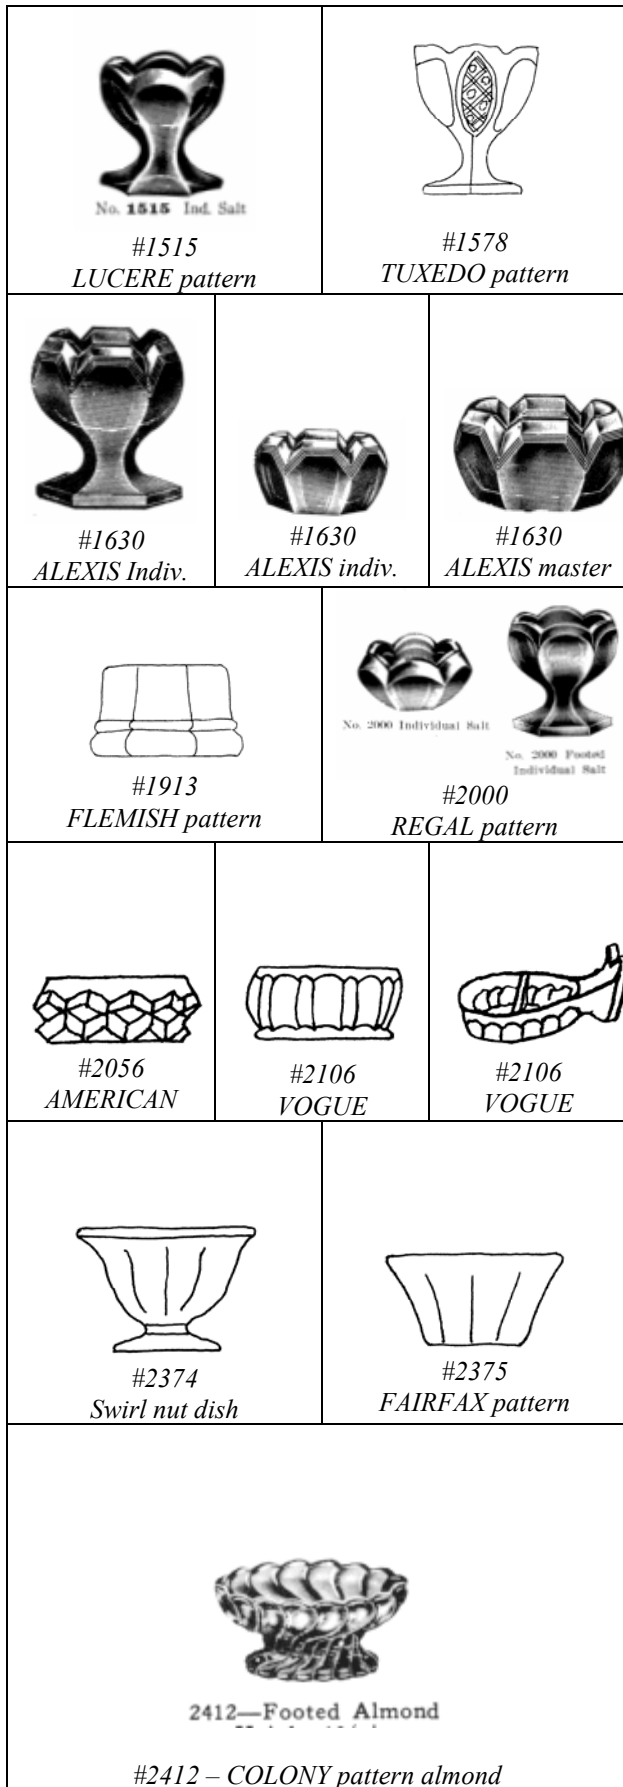 No. 1515 Ind. Salt
#1515
LUCERE pattern
#1578
TUXEDO pattern
#1630
ALEXIS Indiv.
#1630
ALEXIS indiv.
#1630
ALEXIS master
#1913
FLEMISH pattern
No. 2000 Individual Salt
No. 2000 Footed
Individual Salt
#2000
REGAL pattern
#2056
AMERICAN
#2106
VOGUE
#2106
VOGUE
#2374
Swirl nut dish
#2375
FAIRFAX pattern
2412—Footed Almond
#2412 – COLONY pattern almond